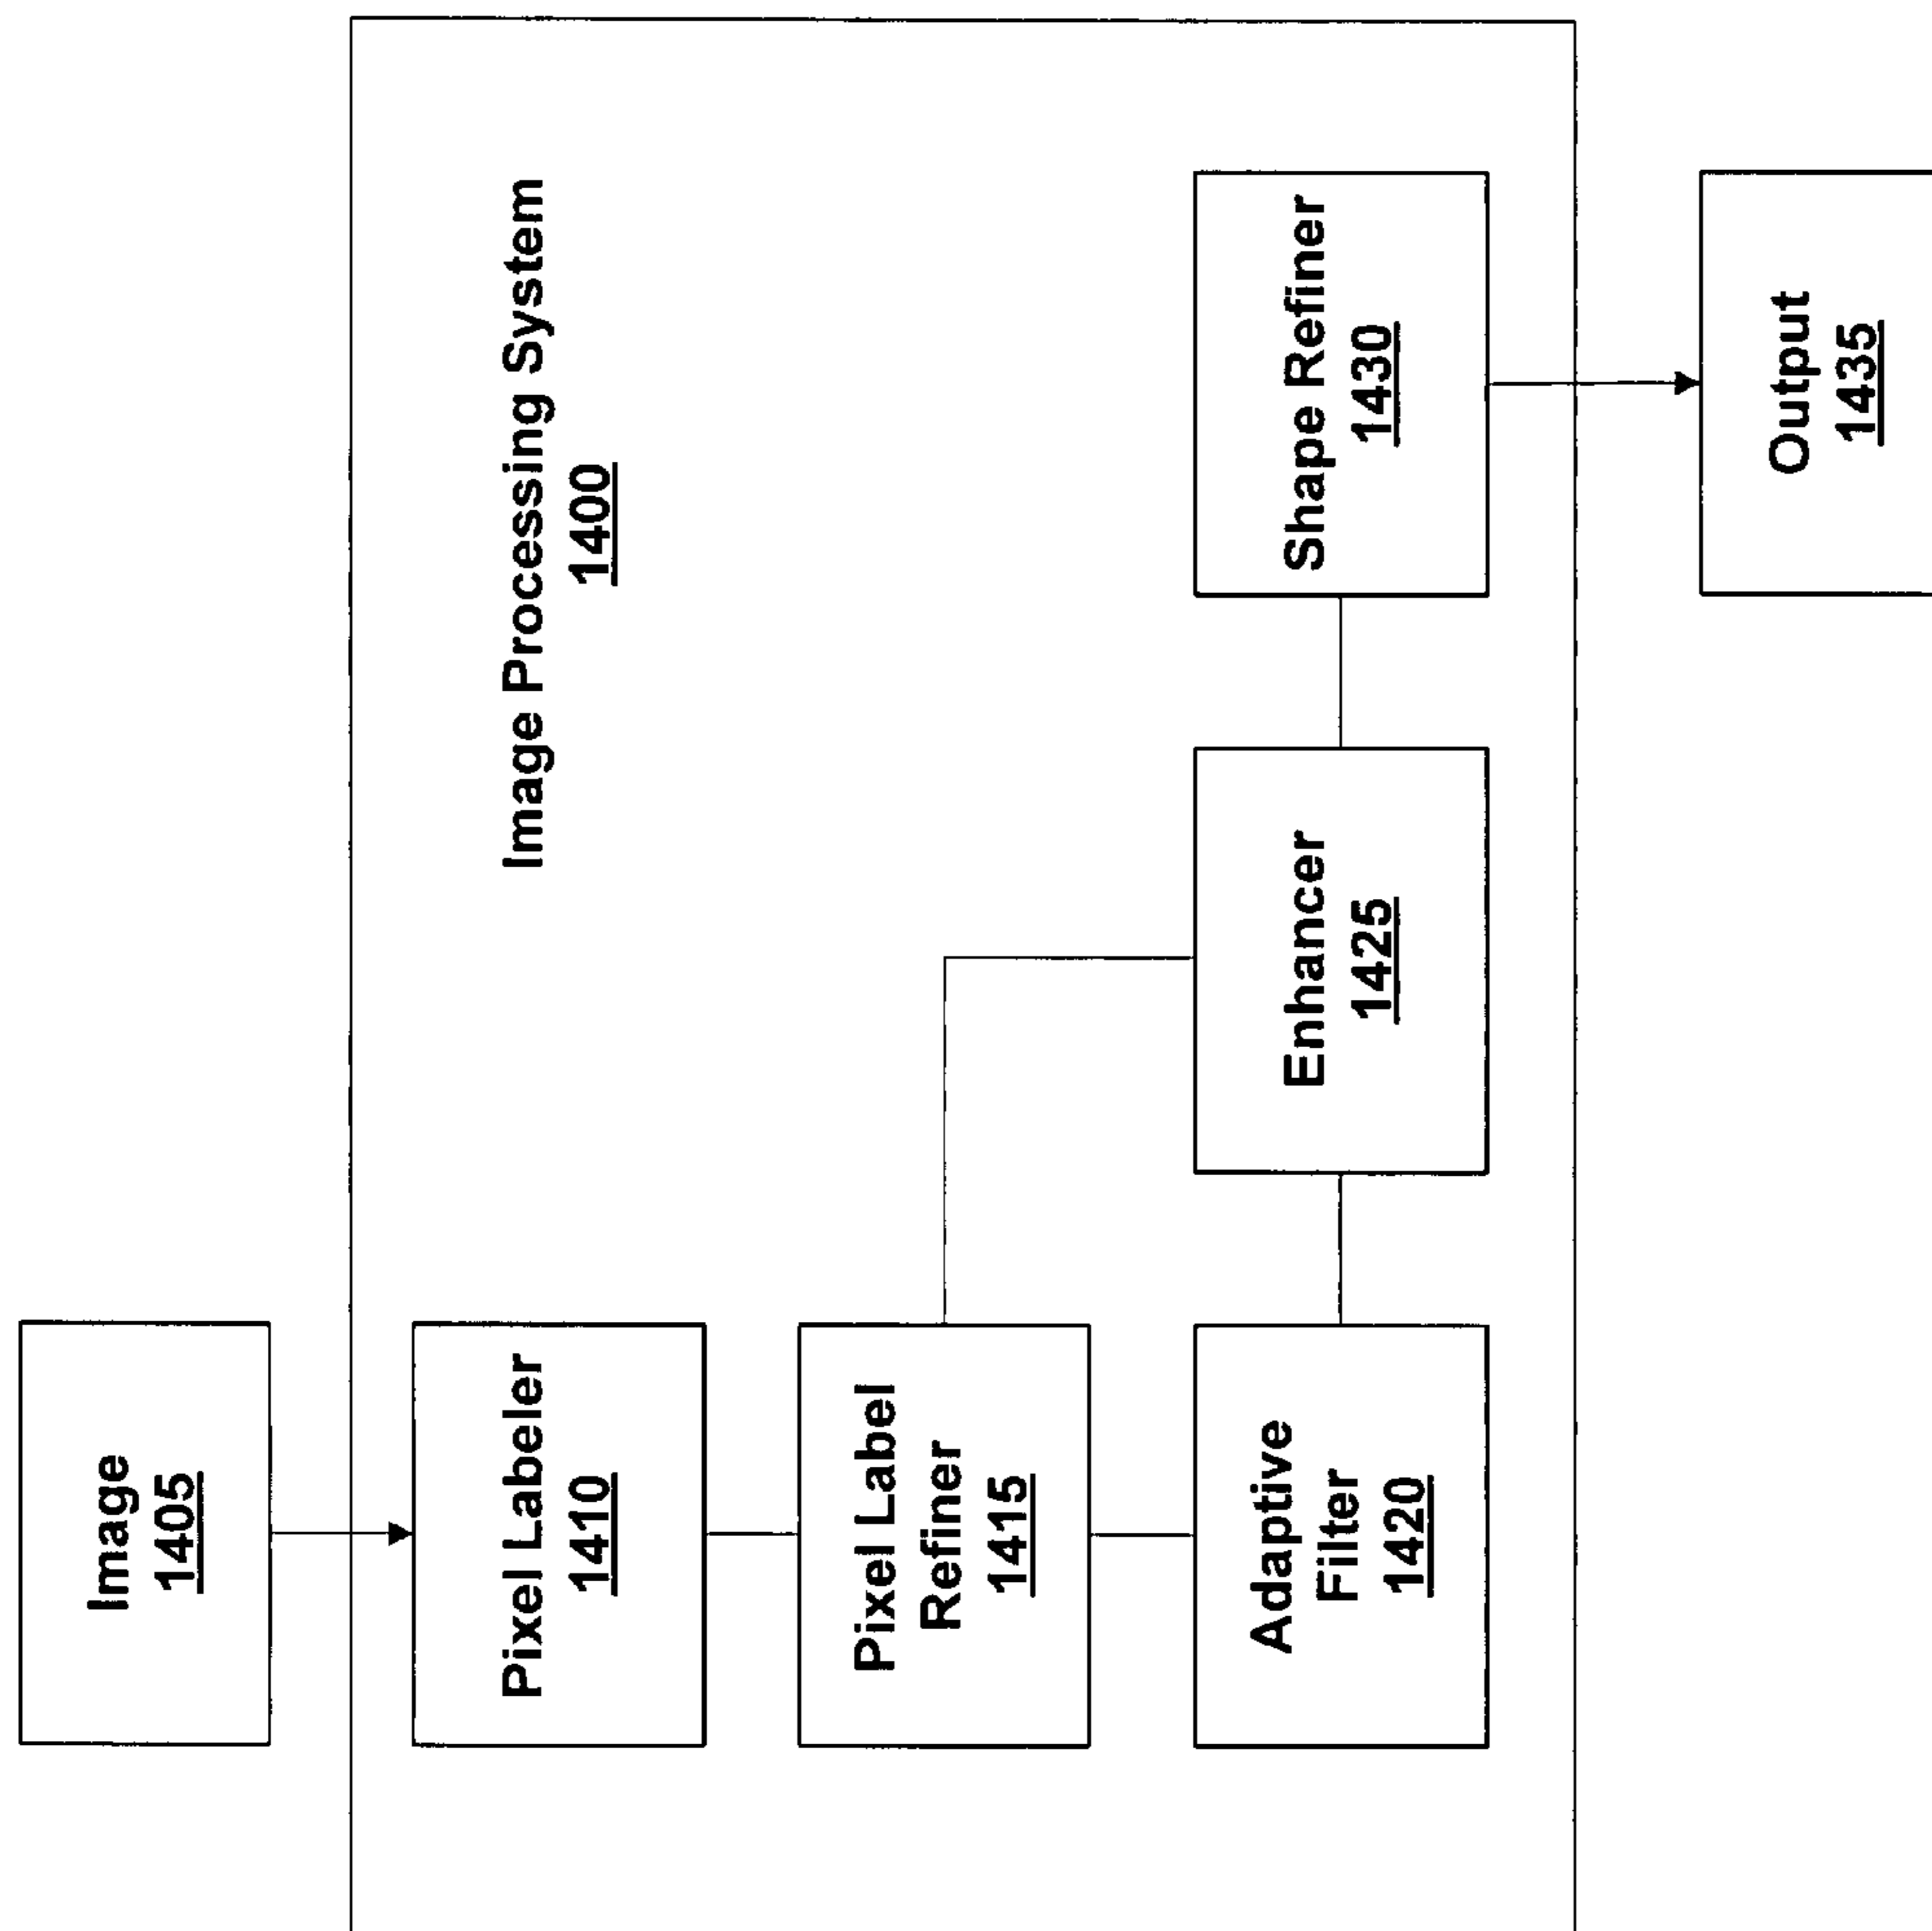 Image
1405
Image Processing System
1400
Pixel Labeler
1410
Pixel Label
Refiner
1415
Adaptive
Filter
1420
Enhancer
1425
Shape Refiner
1430
Output
1435